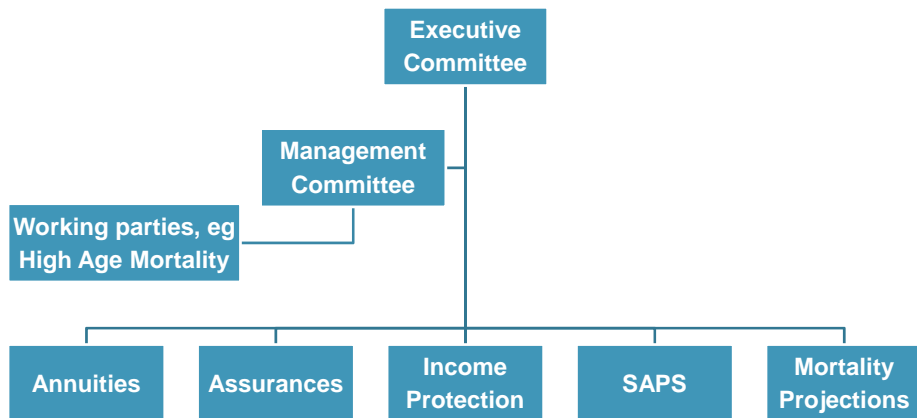 Executive
Committee
Management
Committee
Working parties, eg
High Age Mortality
Annuities
Assurances
Income
Protection
SAPS
Mortality
Projections